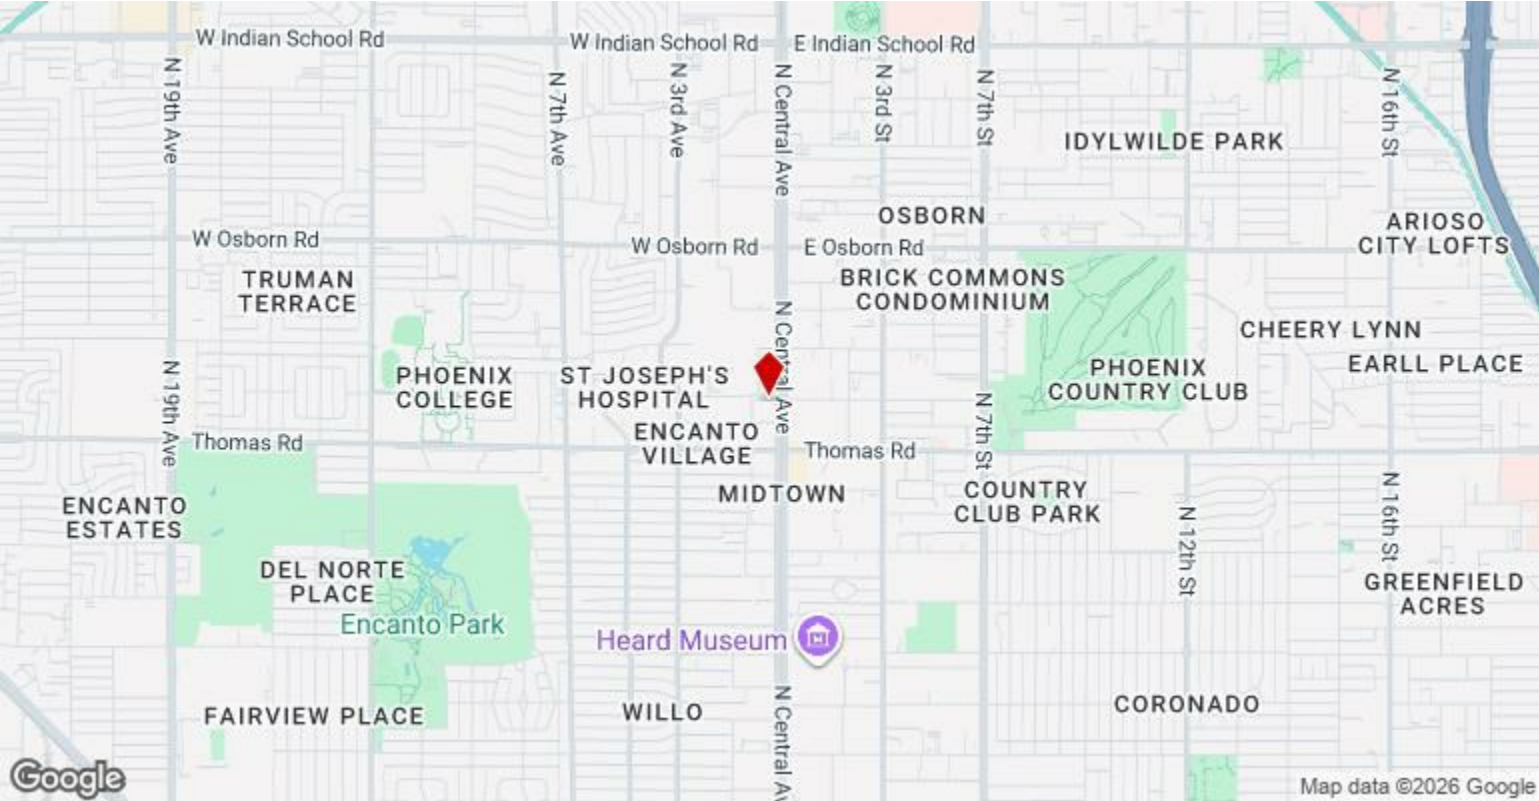 W Indian School Rd
W Indian School Rd
E Indian School Rd
N 19th Ave
N 7th Ave
N 3rd Ave
N Central Ave
N 3rd St
N 7th St
N 16th St
IDYLWILDE PARK
OSBORN
ARIOSO
CITY LOFTS
W Osborn Rd
W Osborn Rd
E Osborn Rd
TRUMAN
TERRACE
BRICK COMMONS
CONDOMINIUM
CHEERY LYNN
EARLL PLACE
N Central Ave
N 19th Ave
PHOENIX
COLLEGE
ST JOSEPH'S
HOSPITAL
PHOENIX
COUNTRY CLUB
N 7th St
ENCANTO
VILLAGE
Thomas Rd
Thomas Rd
MIDTOWN
COUNTRY
CLUB PARK
N 12th St
N 16th St
ENCANTO
ESTATES
DEL NORTE
PLACE
Encanto Park
Heard Museum
GREENFIELD
ACRES
FAIRVIEW PLACE
WILLO
N Central Av
CORONADO
Google
Map data ©2026 Google